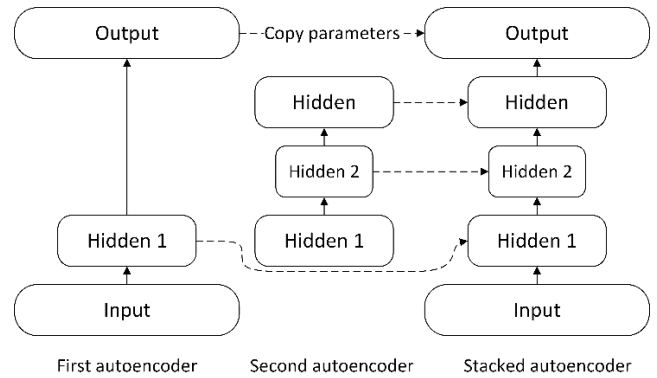 Output
Copy parameters
Output
Hidden
Hidden
Hidden 2
Hidden 2
Hidden 1
Hidden 1
Hidden 1
Input
Input
First autoencoder
Second autoencoder
Stacked autoencoder